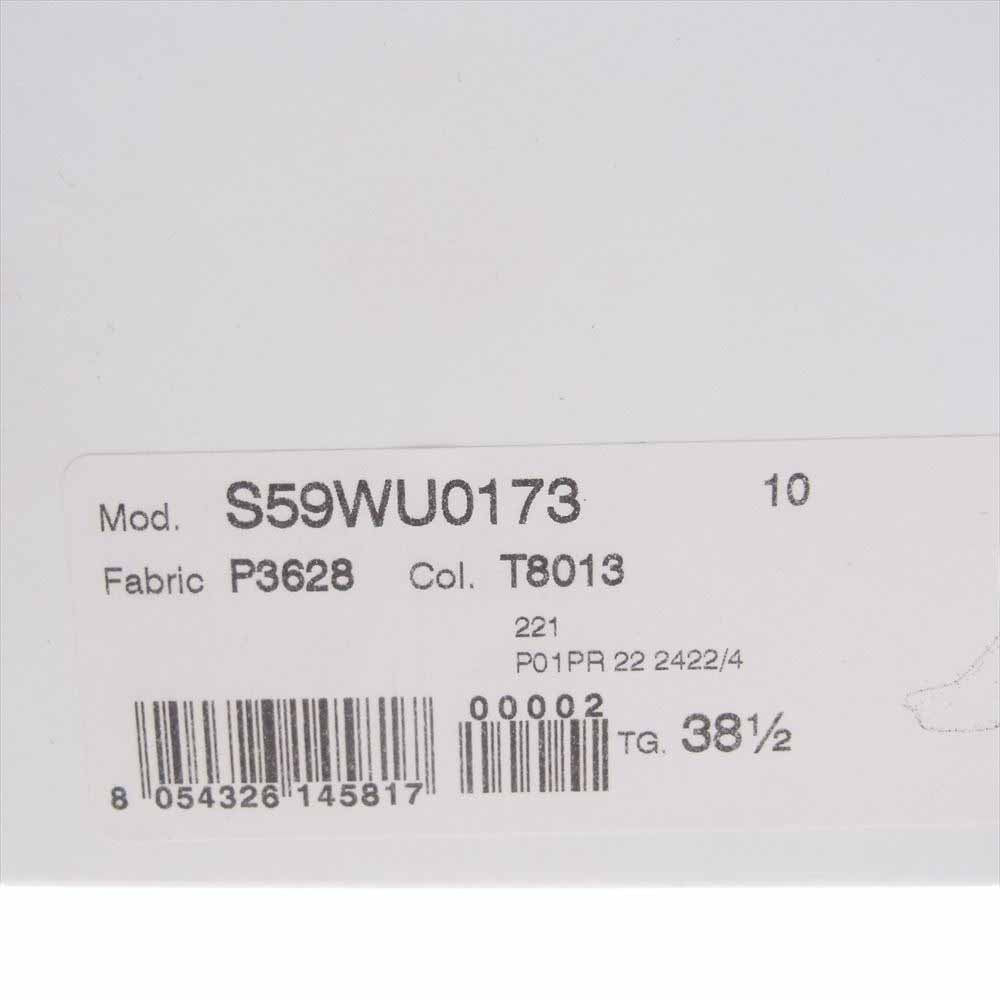 Mod. S59WU0173 10
Fabric P3628 Col. T8013
221
P01PR 22 2422/4
00002
TG. 38½
8 054326 145817